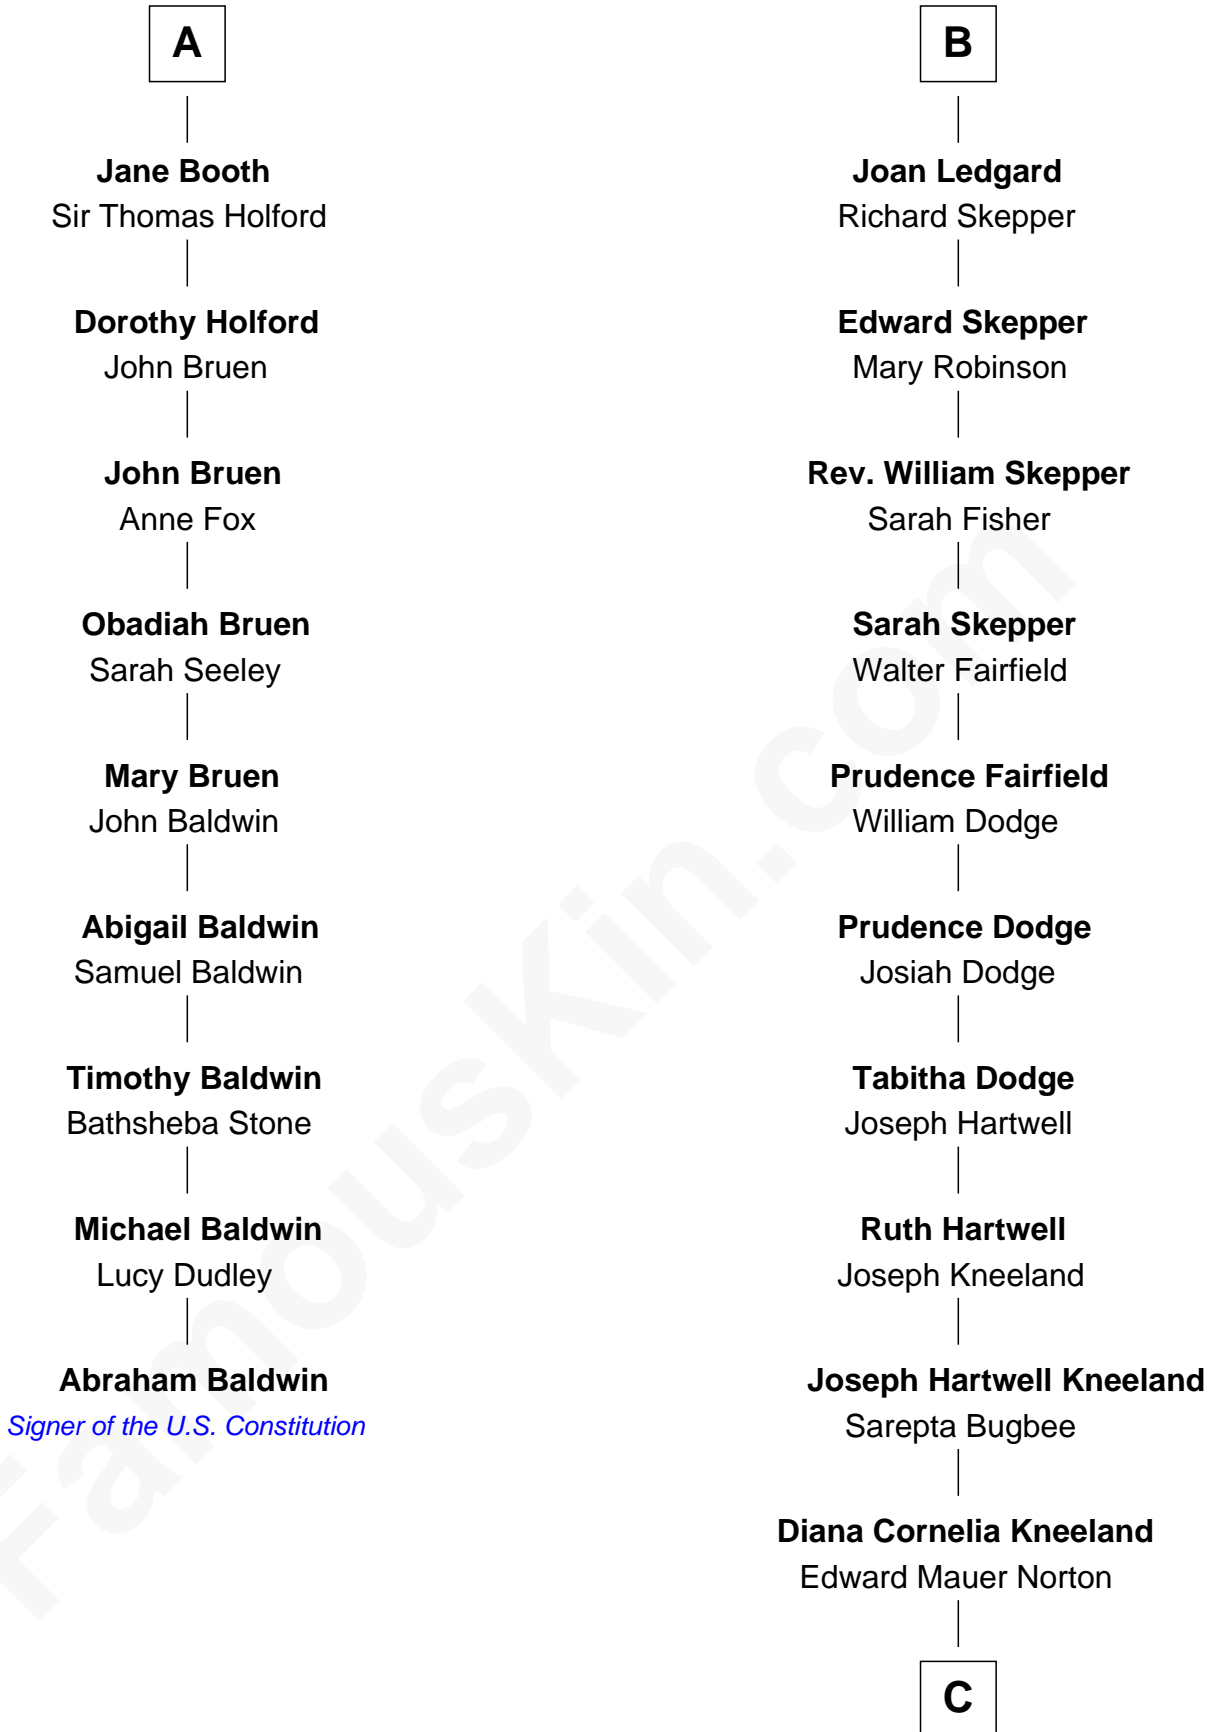 A
Jane Booth
Sir Thomas Holford
Dorothy Holford
John Bruen
John Bruen
Anne Fox
Obadiah Bruen
Sarah Seeley
Mary Bruen
John Baldwin
Abigail Baldwin
Samuel Baldwin
Timothy Baldwin
Bathsheba Stone
Michael Baldwin
Lucy Dudley
Abraham Baldwin
Signer of the U.S. Constitution
B
Joan Ledgard
Richard Skepper
Edward Skepper
Mary Robinson
Rev. William Skepper
Sarah Fisher
Sarah Skepper
Walter Fairfield
Prudence Fairfield
William Dodge
Prudence Dodge
Josiah Dodge
Tabitha Dodge
Joseph Hartwell
Ruth Hartwell
Joseph Kneeland
Joseph Hartwell Kneeland
Sarepta Bugbee
Diana Cornelia Kneeland
Edward Mauer Norton
C
FamousKin.com